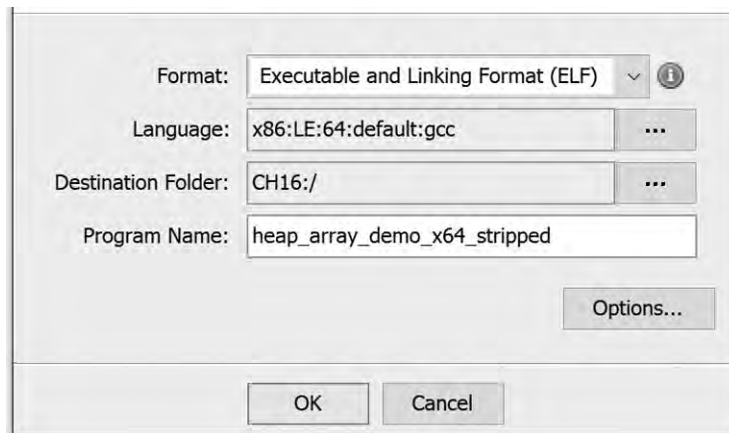 Format: Executable and Linking Format (ELF)
Language: x86:LE:64:default:gcc ...
Destination Folder: CH16:/ ...
Program Name: heap_array_demo_x64_stripped
Options...
OK Cancel